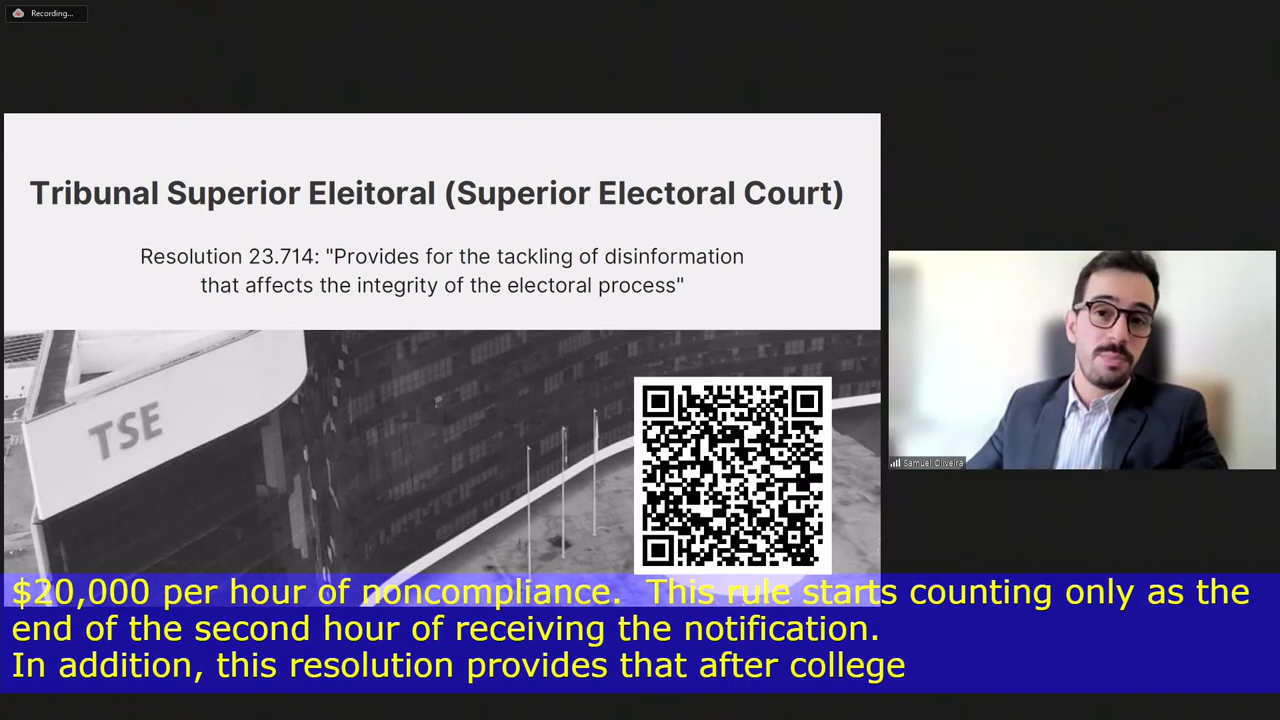 Recording...
Tribunal Superior Eleitoral (Superior Electoral Court)
Resolution 23.714: "Provides for the tackling of disinformation
that affects the integrity of the electoral process"
TSE
Samuel Oliveira
$20,000 per hour of noncompliance.  This rule starts counting only as the
end of the second hour of receiving the notification.
In addition, this resolution provides that after college